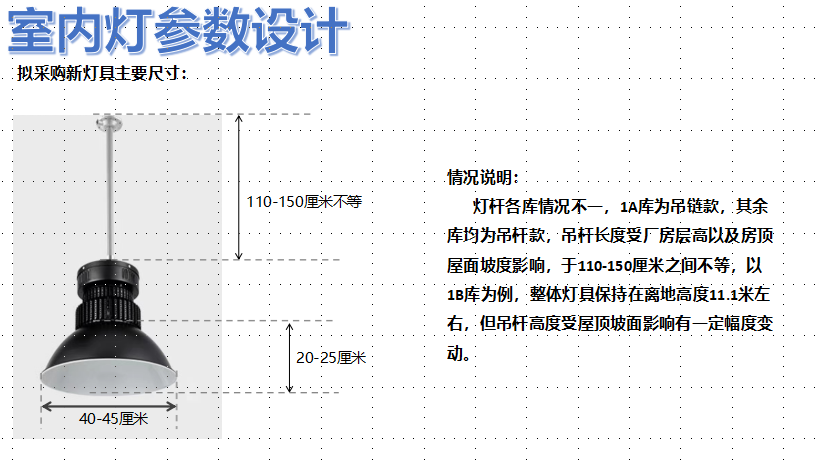 室内灯参数设计
拟采购新灯具主要尺寸：
110-150厘米不等
20-25厘米
40-45厘米
情况说明：
灯杆各库情况不一，1A库为吊链款，其余
库均为吊杆款，吊杆长度受厂房层高以及房顶
屋面坡度影响，于110-150厘米之间不等，以
1B库为例，整体灯具保持在离地高度11.1米左
右，但吊杆高度受屋顶坡面影响有一定幅度变
动。